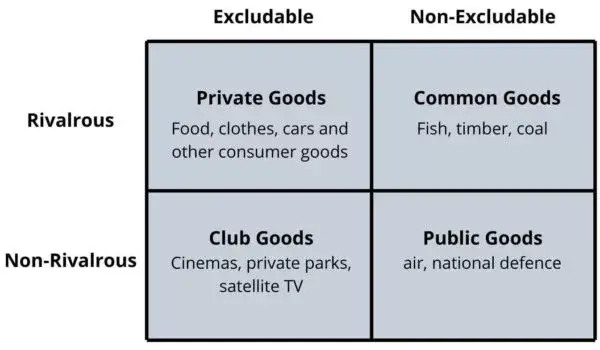 Excludable
Non-Excludable
Rivalrous
Private Goods
Food, clothes, cars and
other consumer goods
Common Goods
Fish, timber, coal
Non-Rivalrous
Club Goods
Cinemas, private parks,
satellite TV
Public Goods
air, national defence